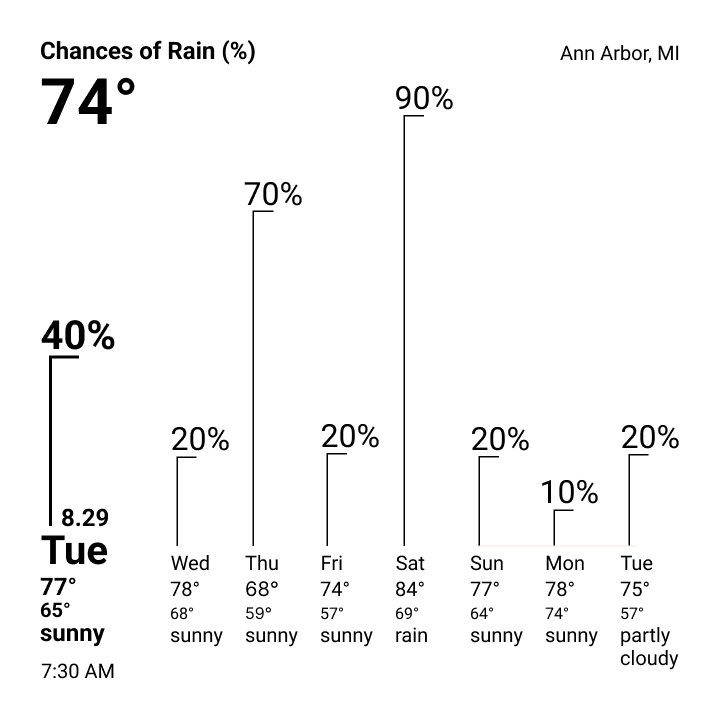 Chances of Rain (%)
Ann Arbor, MI
74°
90%
70%
40%
20%
20%
20%
10%
20%
8.29
Tue
77°
65°
sunny
7:30 AM
Wed
78°
68°
sunny
Thu
68°
59°
sunny
Fri
74°
57°
sunny
Sat
84°
69°
rain
Sun
77°
64°
sunny
Mon
78°
74°
sunny
Tue
75°
57°
partly
cloudy